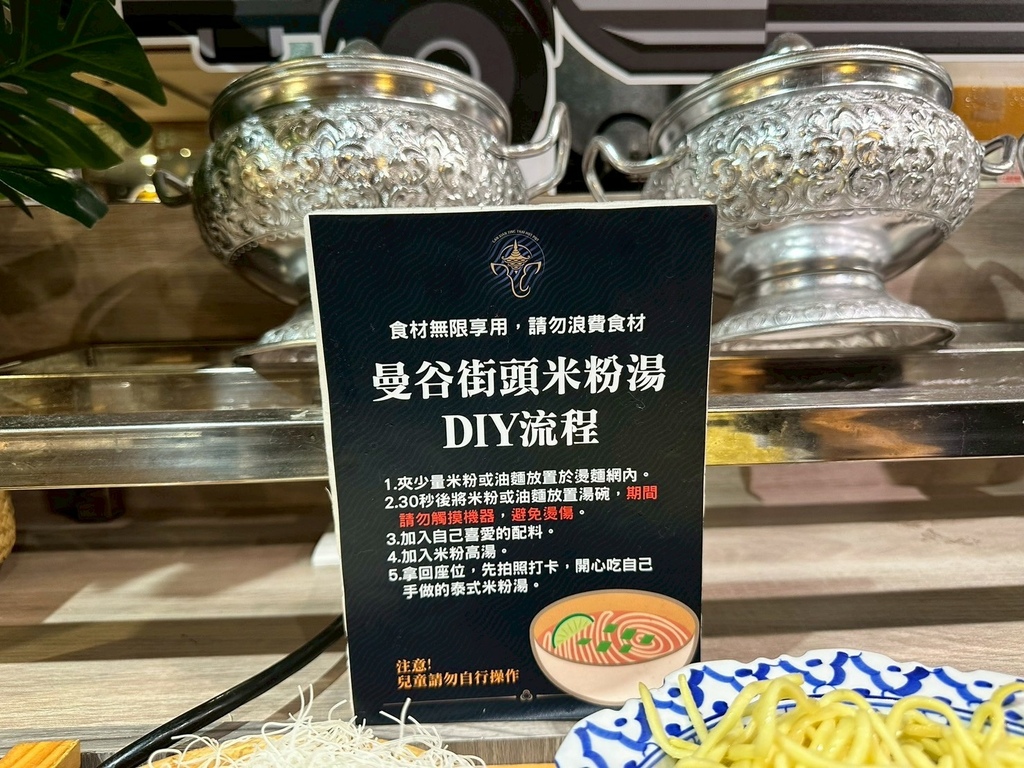 食材無限享用，請勿浪費食材
曼谷街頭米粉湯
DIY流程
1.夾少量米粉或油麵放置於燙麵網內。
2.30秒後將米粉或油麵放置湯碗，期間
請勿觸摸機器，避免燙傷。
3.加入自己喜愛的配料。
4.加入米粉高湯。
5.拿回座位，先拍照打卡，開心吃自己
手做的泰式米粉湯。
注意!
兒童請勿自行操作